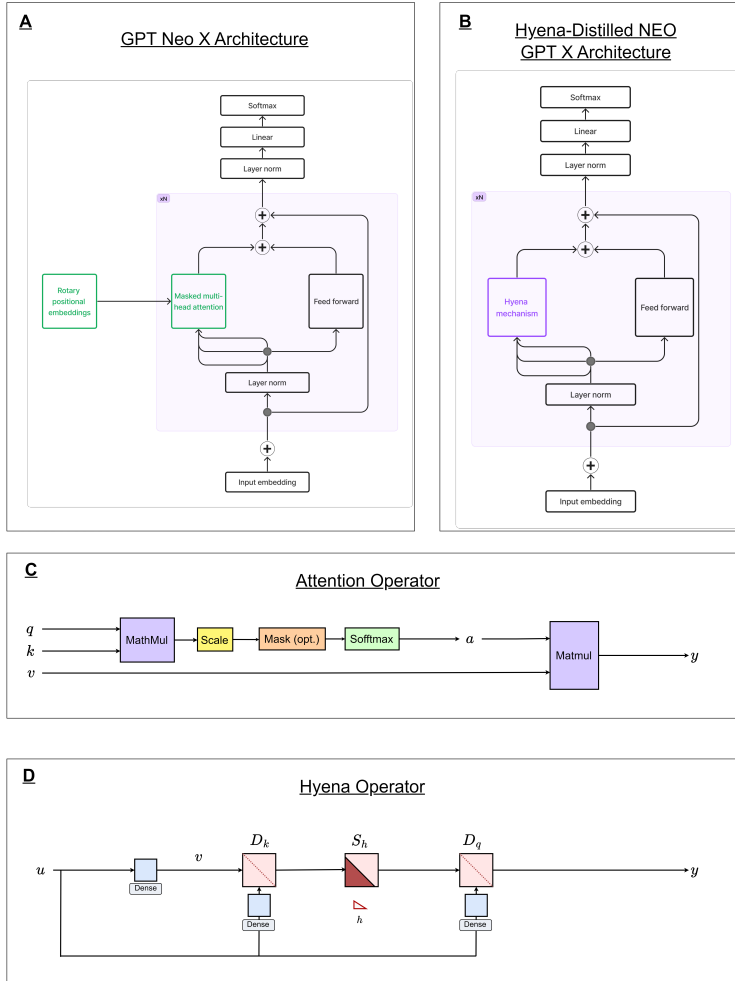 A
GPT Neo X Architecture
Softmax
Linear
Layer norm
xN
Rotary
positional
embeddings
Masked multi-
head attention
Feed forward
Layer norm
Input embedding
B
Hyena-Distilled NEO
GPT X Architecture
Softmax
Linear
Layer norm
xN
Hyena
mechanism
Feed forward
Layer norm
Input embedding
C
Attention Operator
q
k
v
MathMul
Scale
Mask (opt.)
Sofftmax
a
Matmul
y
D
Hyena Operator
u
v
D_k
S_h
D_q
y
Dense
h
Dense
Dense